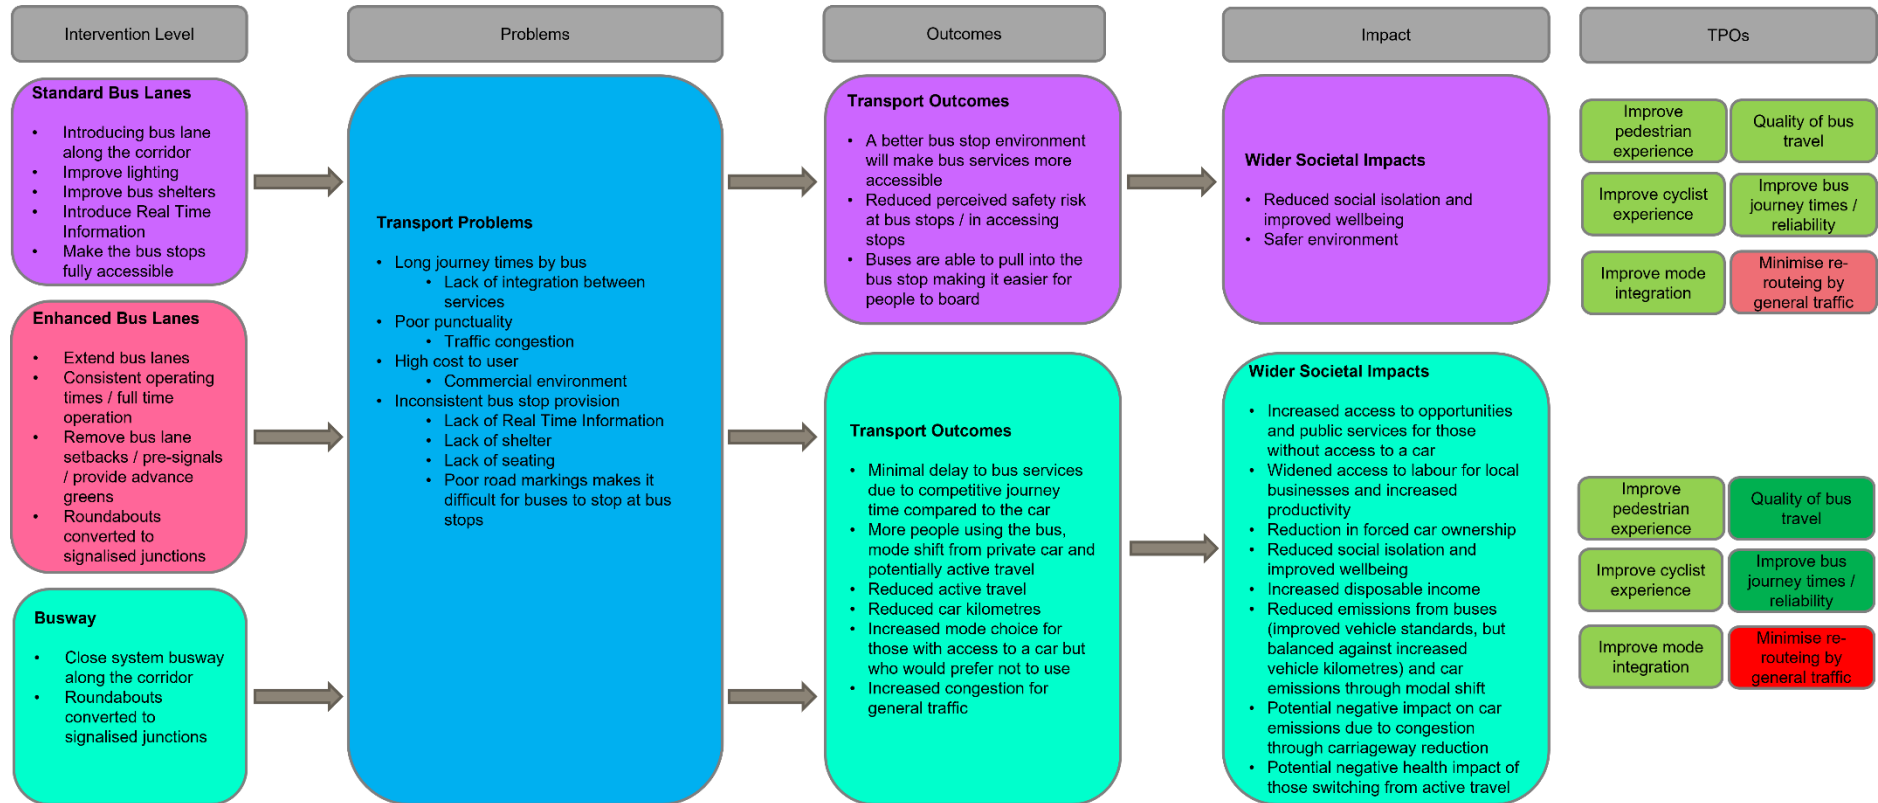 Intervention Level
Problems
Outcomes
Impact
TPOs
Standard Bus Lanes
• Introducing bus lane
along the corridor
• Improve lighting
• Improve bus shelters
• Introduce Real Time
Information
• Make the bus stops
fully accessible
Enhanced Bus Lanes
• Extend bus lanes
• Consistent operating
times / full time
operation
• Remove bus lane
setbacks / pre-signals
/ provide advance
greens
• Roundabouts
converted to
signalised junctions
Busway
• Close system busway
along the corridor
• Roundabouts
converted to
signalised junctions
Transport Problems
• Long journey times by bus
• Lack of integration between
services
• Poor punctuality
• Traffic congestion
• High cost to user
• Commercial environment
• Inconsistent bus stop provision
• Lack of Real Time Information
• Lack of shelter
• Lack of seating
• Poor road markings makes it
difficult for buses to stop at bus
stops
Transport Outcomes
• A better bus stop environment
will make bus services more
accessible
• Reduced perceived safety risk
at bus stops / in accessing
stops
• Buses are able to pull into the
bus stop making it easier for
people to board
Transport Outcomes
• Minimal delay to bus services
due to competitive journey
time compared to the car
• More people using the bus,
mode shift from private car and
potentially active travel
• Reduced active travel
• Reduced car kilometres
• Increased mode choice for
those with access to a car but
who would prefer not to use
• Increased congestion for
general traffic
Wider Societal Impacts
• Reduced social isolation and
improved wellbeing
• Safer environment
Wider Societal Impacts
• Increased access to opportunities
and public services for those
without access to a car
• Widened access to labour for local
businesses and increased
productivity
• Reduction in forced car ownership
• Reduced social isolation and
improved wellbeing
• Increased disposable income
• Reduced emissions from buses
(improved vehicle standards, but
balanced against increased
vehicle kilometres) and car
emissions through modal shift
• Potential negative impact on car
emissions due to congestion
through carriageway reduction
• Potential negative health impact of
those switching from active travel
Improve
pedestrian
experience
Quality of bus
travel
Improve cyclist
experience
Improve bus
journey times /
reliability
Improve mode
integration
Minimise re-
routeing by
general traffic
Improve
pedestrian
experience
Quality of bus
travel
Improve cyclist
experience
Improve bus
journey times /
reliability
Improve mode
integration
Minimise re-
routeing by
general traffic